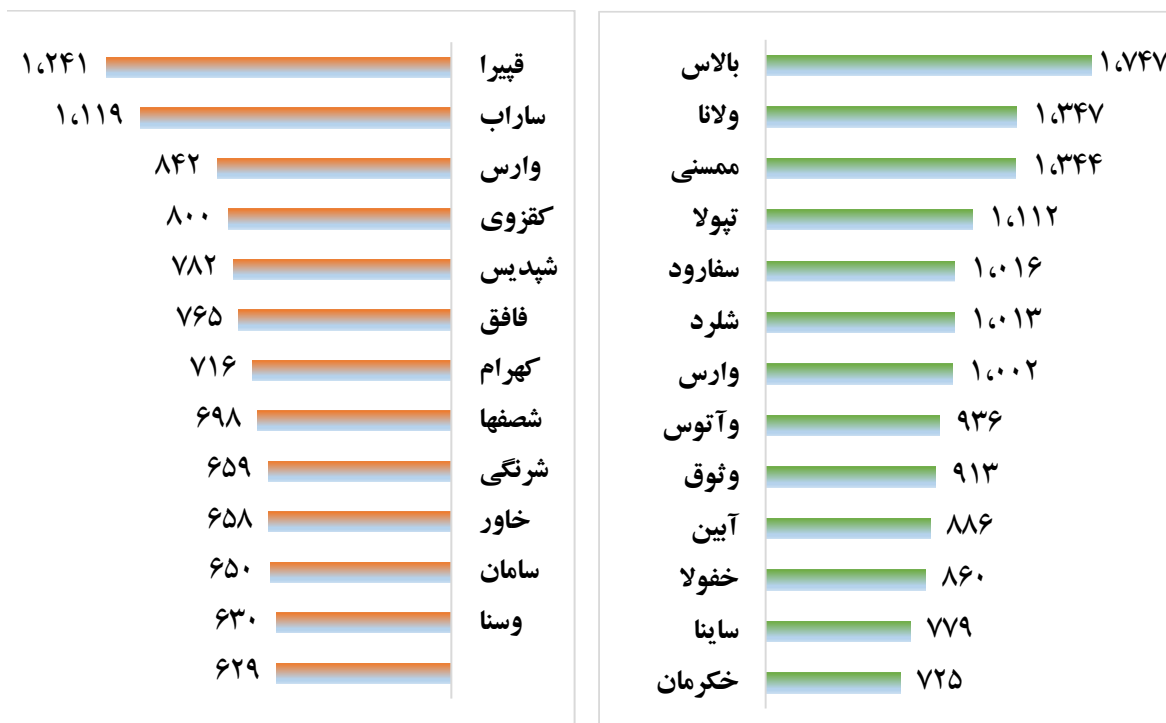 بالاس ۱،۷۴۷
ولانا ۱،۳۴۷
ممسنی ۱،۳۴۴
تپولا ۱،۱۱۲
سفارود ۱،۰۱۶
شلرد ۱،۰۱۳
وارس ۱،۰۰۲
وآتوس ۹۳۶
وثوق ۹۱۳
آبین ۸۸۶
خفولا ۸۶۰
ساینا ۷۷۹
خکرمان ۷۲۵
قپیرا ۱،۲۴۱
ساراب ۱،۱۱۹
وارس ۸۴۲
کقزوی ۸۰۰
شپدیس ۷۸۲
فافق ۷۶۵
کهرام ۷۱۶
شصفها ۶۹۸
شرنگی ۶۵۹
خاور ۶۵۸
سامان ۶۵۰
وسنا ۶۳۰
۶۲۹